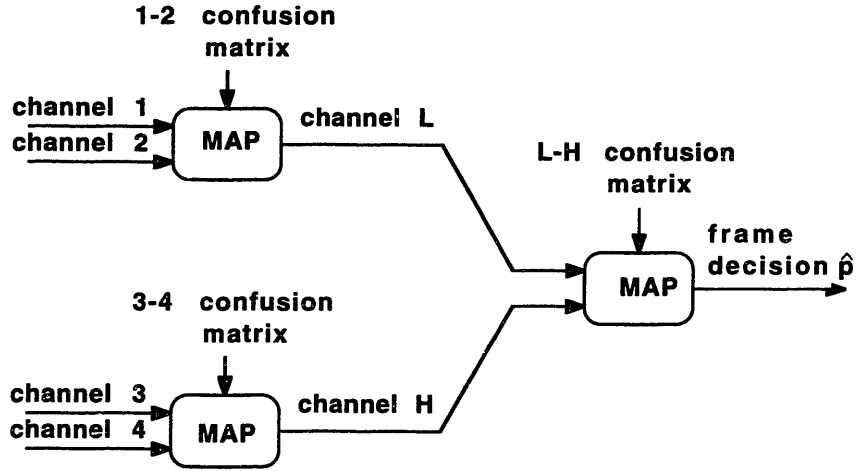 1-2 confusion
matrix
channel 1
channel 2
MAP
channel L
L-H confusion
matrix
MAP
frame
decision p̂
3-4 confusion
matrix
channel 3
channel 4
MAP
channel H